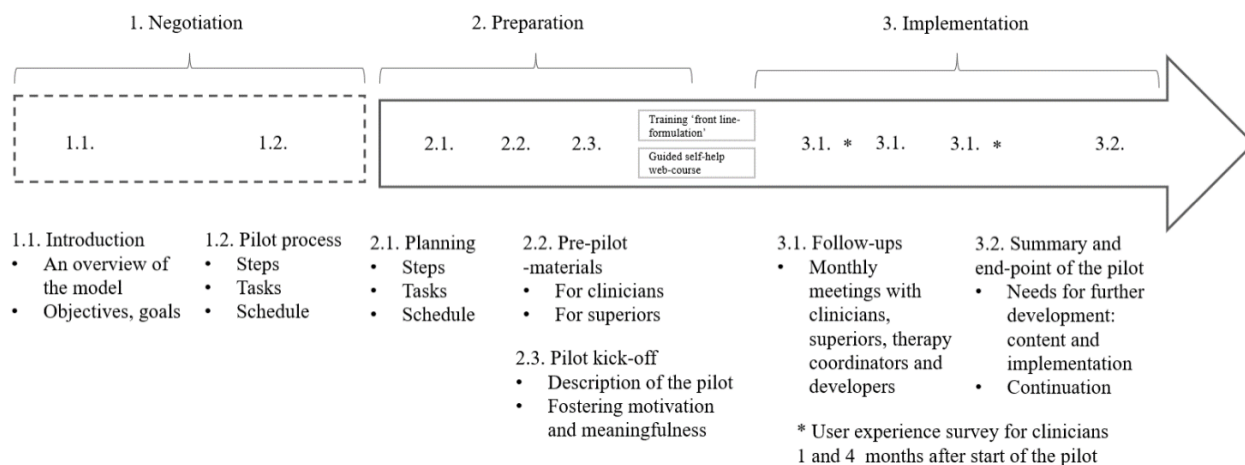 1. Negotiation
2. Preparation
3. Implementation
1.1.
1.2.
2.1.
2.2.
2.3.
Training ‘front line-
formulation’
Guided self-help
web-course
3.1. *
3.1.
3.1. *
3.2.
1.1. Introduction
• An overview of
the model
• Objectives, goals
1.2. Pilot process
• Steps
• Tasks
• Schedule
2.1. Planning
• Steps
• Tasks
• Schedule
2.2. Pre-pilot
-materials
• For clinicians
• For superiors
2.3. Pilot kick-off
• Description of the pilot
• Fostering motivation
and meaningfulness
3.1. Follow-ups
• Monthly
meetings with
clinicians,
superiors, therapy
coordinators and
developers
3.2. Summary and
end-point of the pilot
• Needs for further
development:
content and
implementation
• Continuation
* User experience survey for clinicians
1 and 4 months after start of the pilot